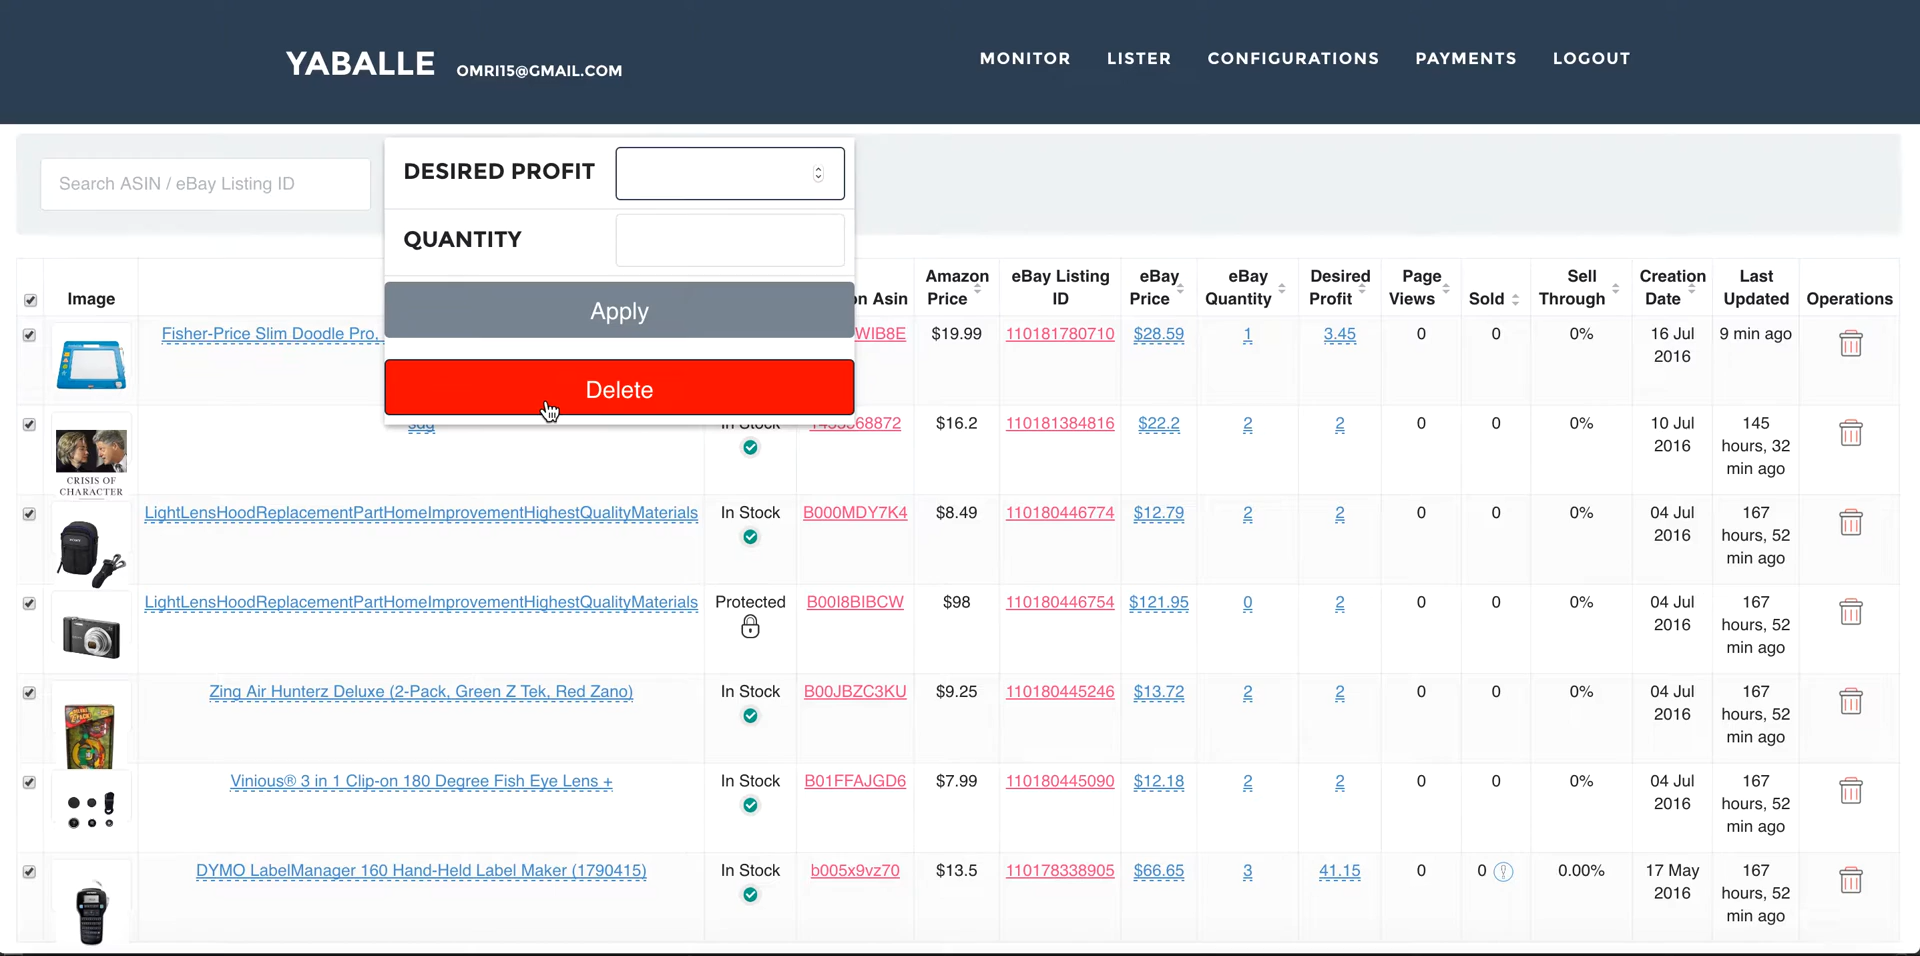 YABALLE OMRI15@GMAIL.COM MONITOR LISTER CONFIGURATIONS PAYMENTS LOGOUT
Search ASIN / eBay Listing ID
DESIRED PROFIT
QUANTITY
Apply
Delete
Image n Asin Amazon Price eBay Listing ID eBay Price eBay Quantity Desired Profit Page Views Sold Sell Through Creation Date Last Updated Operations
Fisher-Price Slim Doodle Pro, WIB8E $19.99 110181780710 $28.59 1 3.45 0 0 0% 16 Jul 2016 9 min ago
CRISIS OF CHARACTER
In Stock $16.2 110181384816 $22.2 2 2 0 0 0% 10 Jul 2016 145 hours, 32 min ago
LightLensHoodReplacementPartHomeImprovementHighestQualityMaterials In Stock B000MDY7K4 $8.49 110180446774 $12.79 2 2 0 0 0% 04 Jul 2016 167 hours, 52 min ago
LightLensHoodReplacementPartHomeImprovementHighestQualityMaterials Protected B00I8BIBCW $98 110180446754 $121.95 0 2 0 0 0% 04 Jul 2016 167 hours, 52 min ago
Zing Air Hunterz Deluxe (2-Pack, Green Z Tek, Red Zano) In Stock B00JBZC3KU $9.25 110180445246 $13.72 2 2 0 0 0% 04 Jul 2016 167 hours, 52 min ago
Vinious® 3 in 1 Clip-on 180 Degree Fish Eye Lens + In Stock B01FFAJGD6 $7.99 110180445090 $12.18 2 2 0 0 0% 04 Jul 2016 167 hours, 52 min ago
DYMO LabelManager 160 Hand-Held Label Maker (1790415) In Stock b005x9vz70 $13.5 110178338905 $66.65 3 41.15 0 0 0.00% 17 May 2016 167 hours, 52 min ago